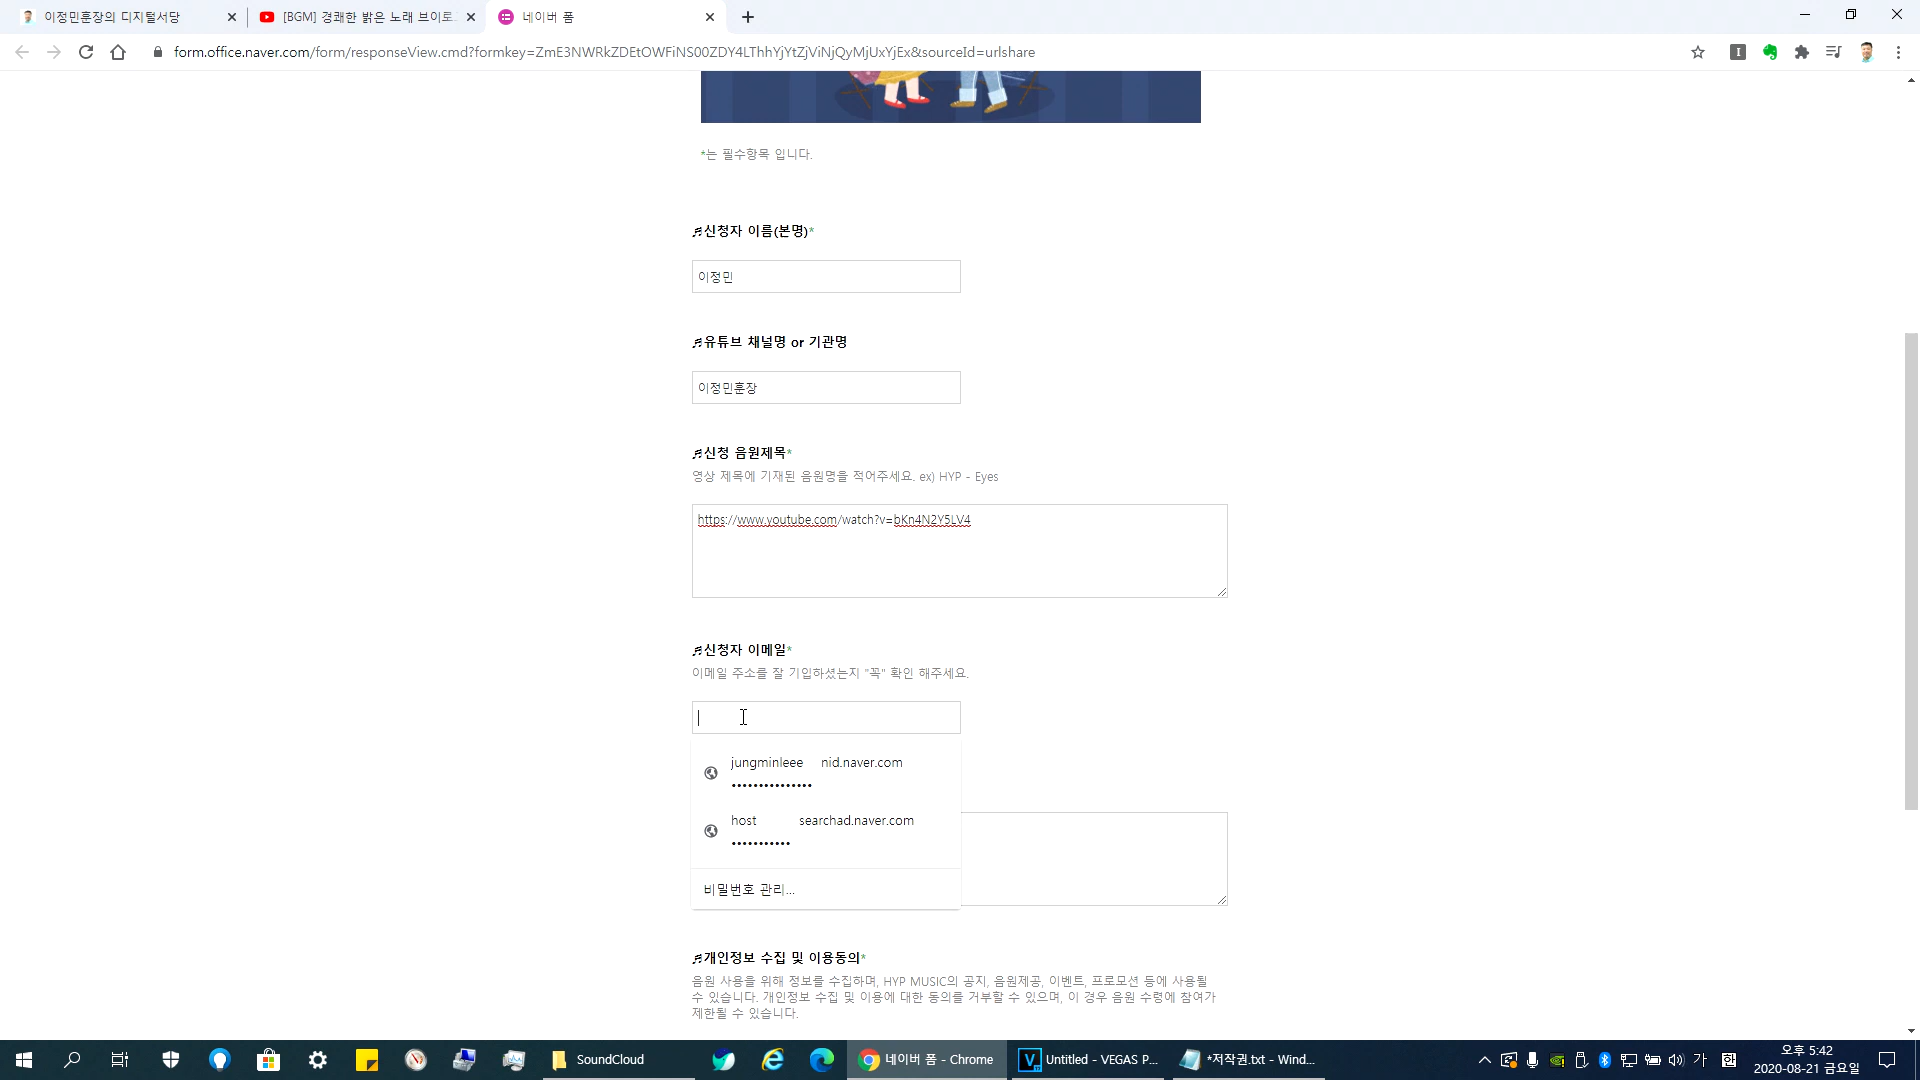 이정민훈장의 디지털서당
[BGM] 경쾌한 밝은 노래 브이로그
네이버 폼
form.office.naver.com/form/responseView.cmd?formkey=ZmE3NWRkZDEtOWFiNS00ZDY4LThhYjYtZjViNjQyMjUxYjEx&sourceId=urlshare
*는 필수항목 입니다.
♬신청자 이름(본명)*
이정민
♬유튜브 채널명 or 기관명
이정민훈장
♬신청 음원제목*
영상 제목에 기재된 음원명을 적어주세요. ex) HYP - Eyes
https://www.youtube.com/watch?v=bKn4N2Y5LV4
♬신청자 이메일*
이메일 주소를 잘 기입하셨는지 "꼭" 확인 해주세요.
jungminleee nid.naver.com
•••••••••••••••
host searchad.naver.com
•••••••••••
비밀번호 관리...
♬개인정보 수집 및 이용동의*
음원 사용을 위해 정보를 수집하며, HYP MUSIC의 공지, 음원제공, 이벤트, 프로모션 등에 사용될
수 있습니다. 개인정보 수집 및 이용에 대한 동의를 거부할 수 있으며, 이 경우 음원 수령에 참여가
제한될 수 있습니다.
SoundCloud
네이버 폼 - Chrome
Untitled - VEGAS P...
*저작권.txt - Wind...
가
한
오후 5:42
2020-08-21 금요일